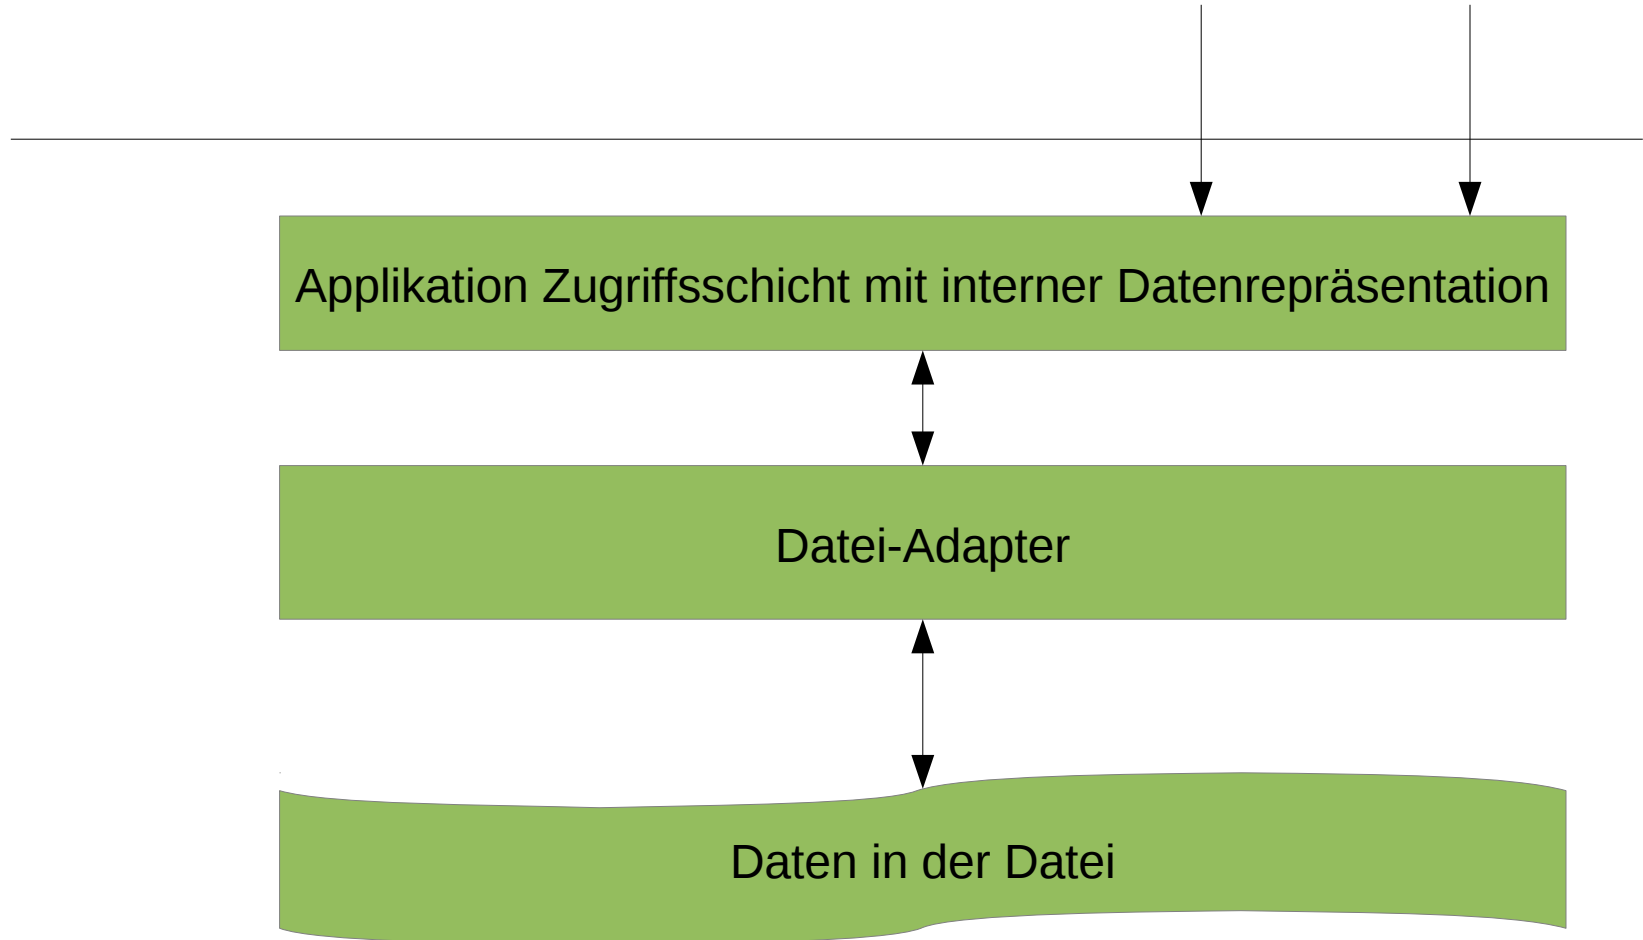 Applikation Zugriffsschicht mit interner Datenrepräsentation
Datei-Adapter
Daten in der Datei